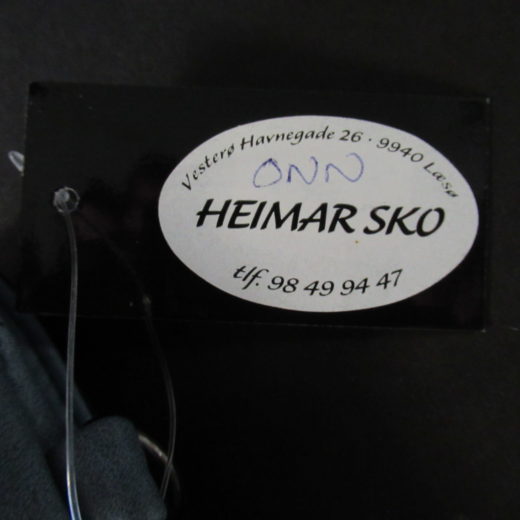 Vesterø Havnegade 26 · 9940 Læsø
ONN
HEIMAR SKO
tlf. 98 49 94 47